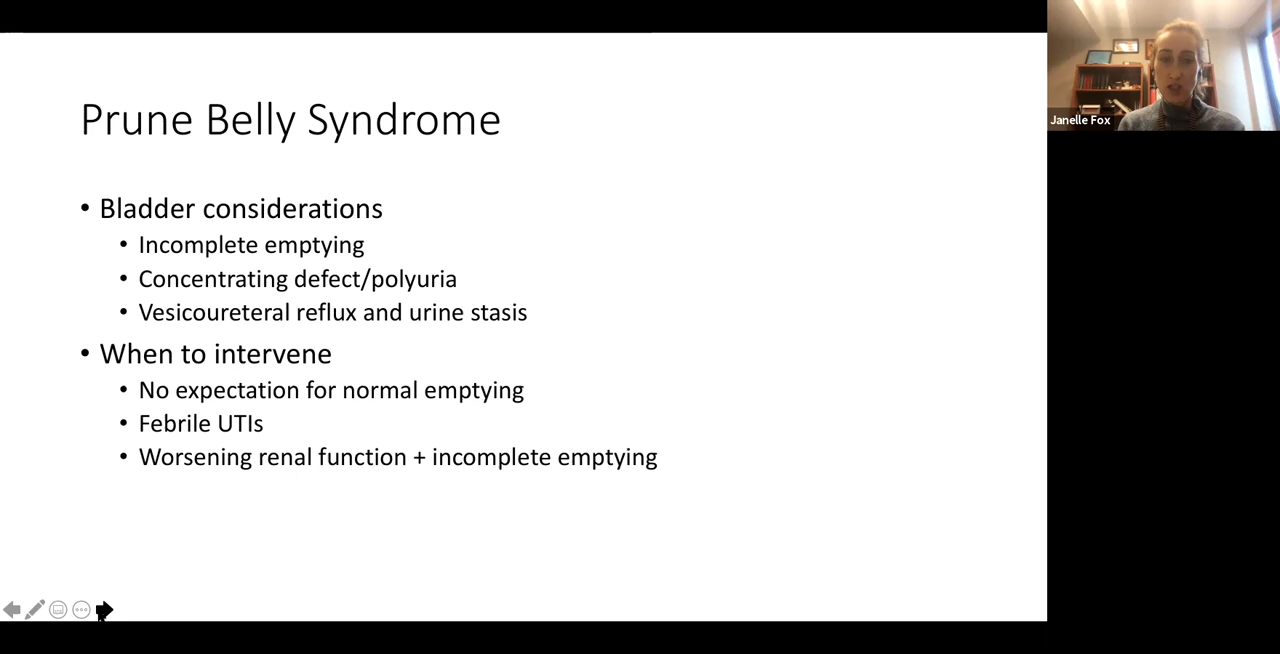 Prune Belly Syndrome
• Bladder considerations
• Incomplete emptying
• Concentrating defect/polyuria
• Vesicoureteral reflux and urine stasis
• When to intervene
• No expectation for normal emptying
• Febrile UTIs
• Worsening renal function + incomplete emptying
Janelle Fox